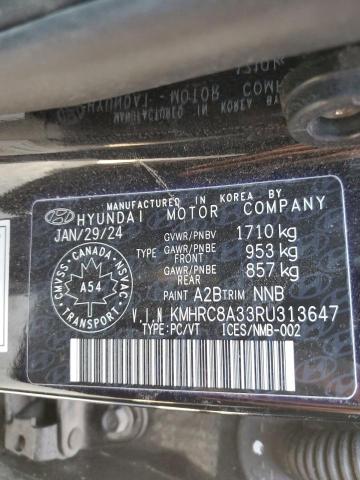 MANUFACTURED IN KOREA BY
HYUNDAI MOTOR COMPANY
JAN/29/24
GVWR/PNBV 1710 kg
TYPE GAWR/PNBE FRONT 953 kg
GAWR/PNBE REAR 857 kg
PAINT A2B TRIM NNB
V.I.N KMHRC8A33RU313647
TYPE:PC/VT ICES/NMB-002
CMVSS · CANADA · NSVAC
A54
TRANSPORT